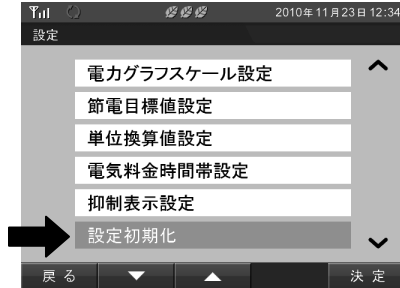 2010年11月23日 12:34
設定
電力グラフスケール設定
節電目標値設定
単位換算値設定
電気料金時間帯設定
抑制表示設定
設定初期化
戻る
決定